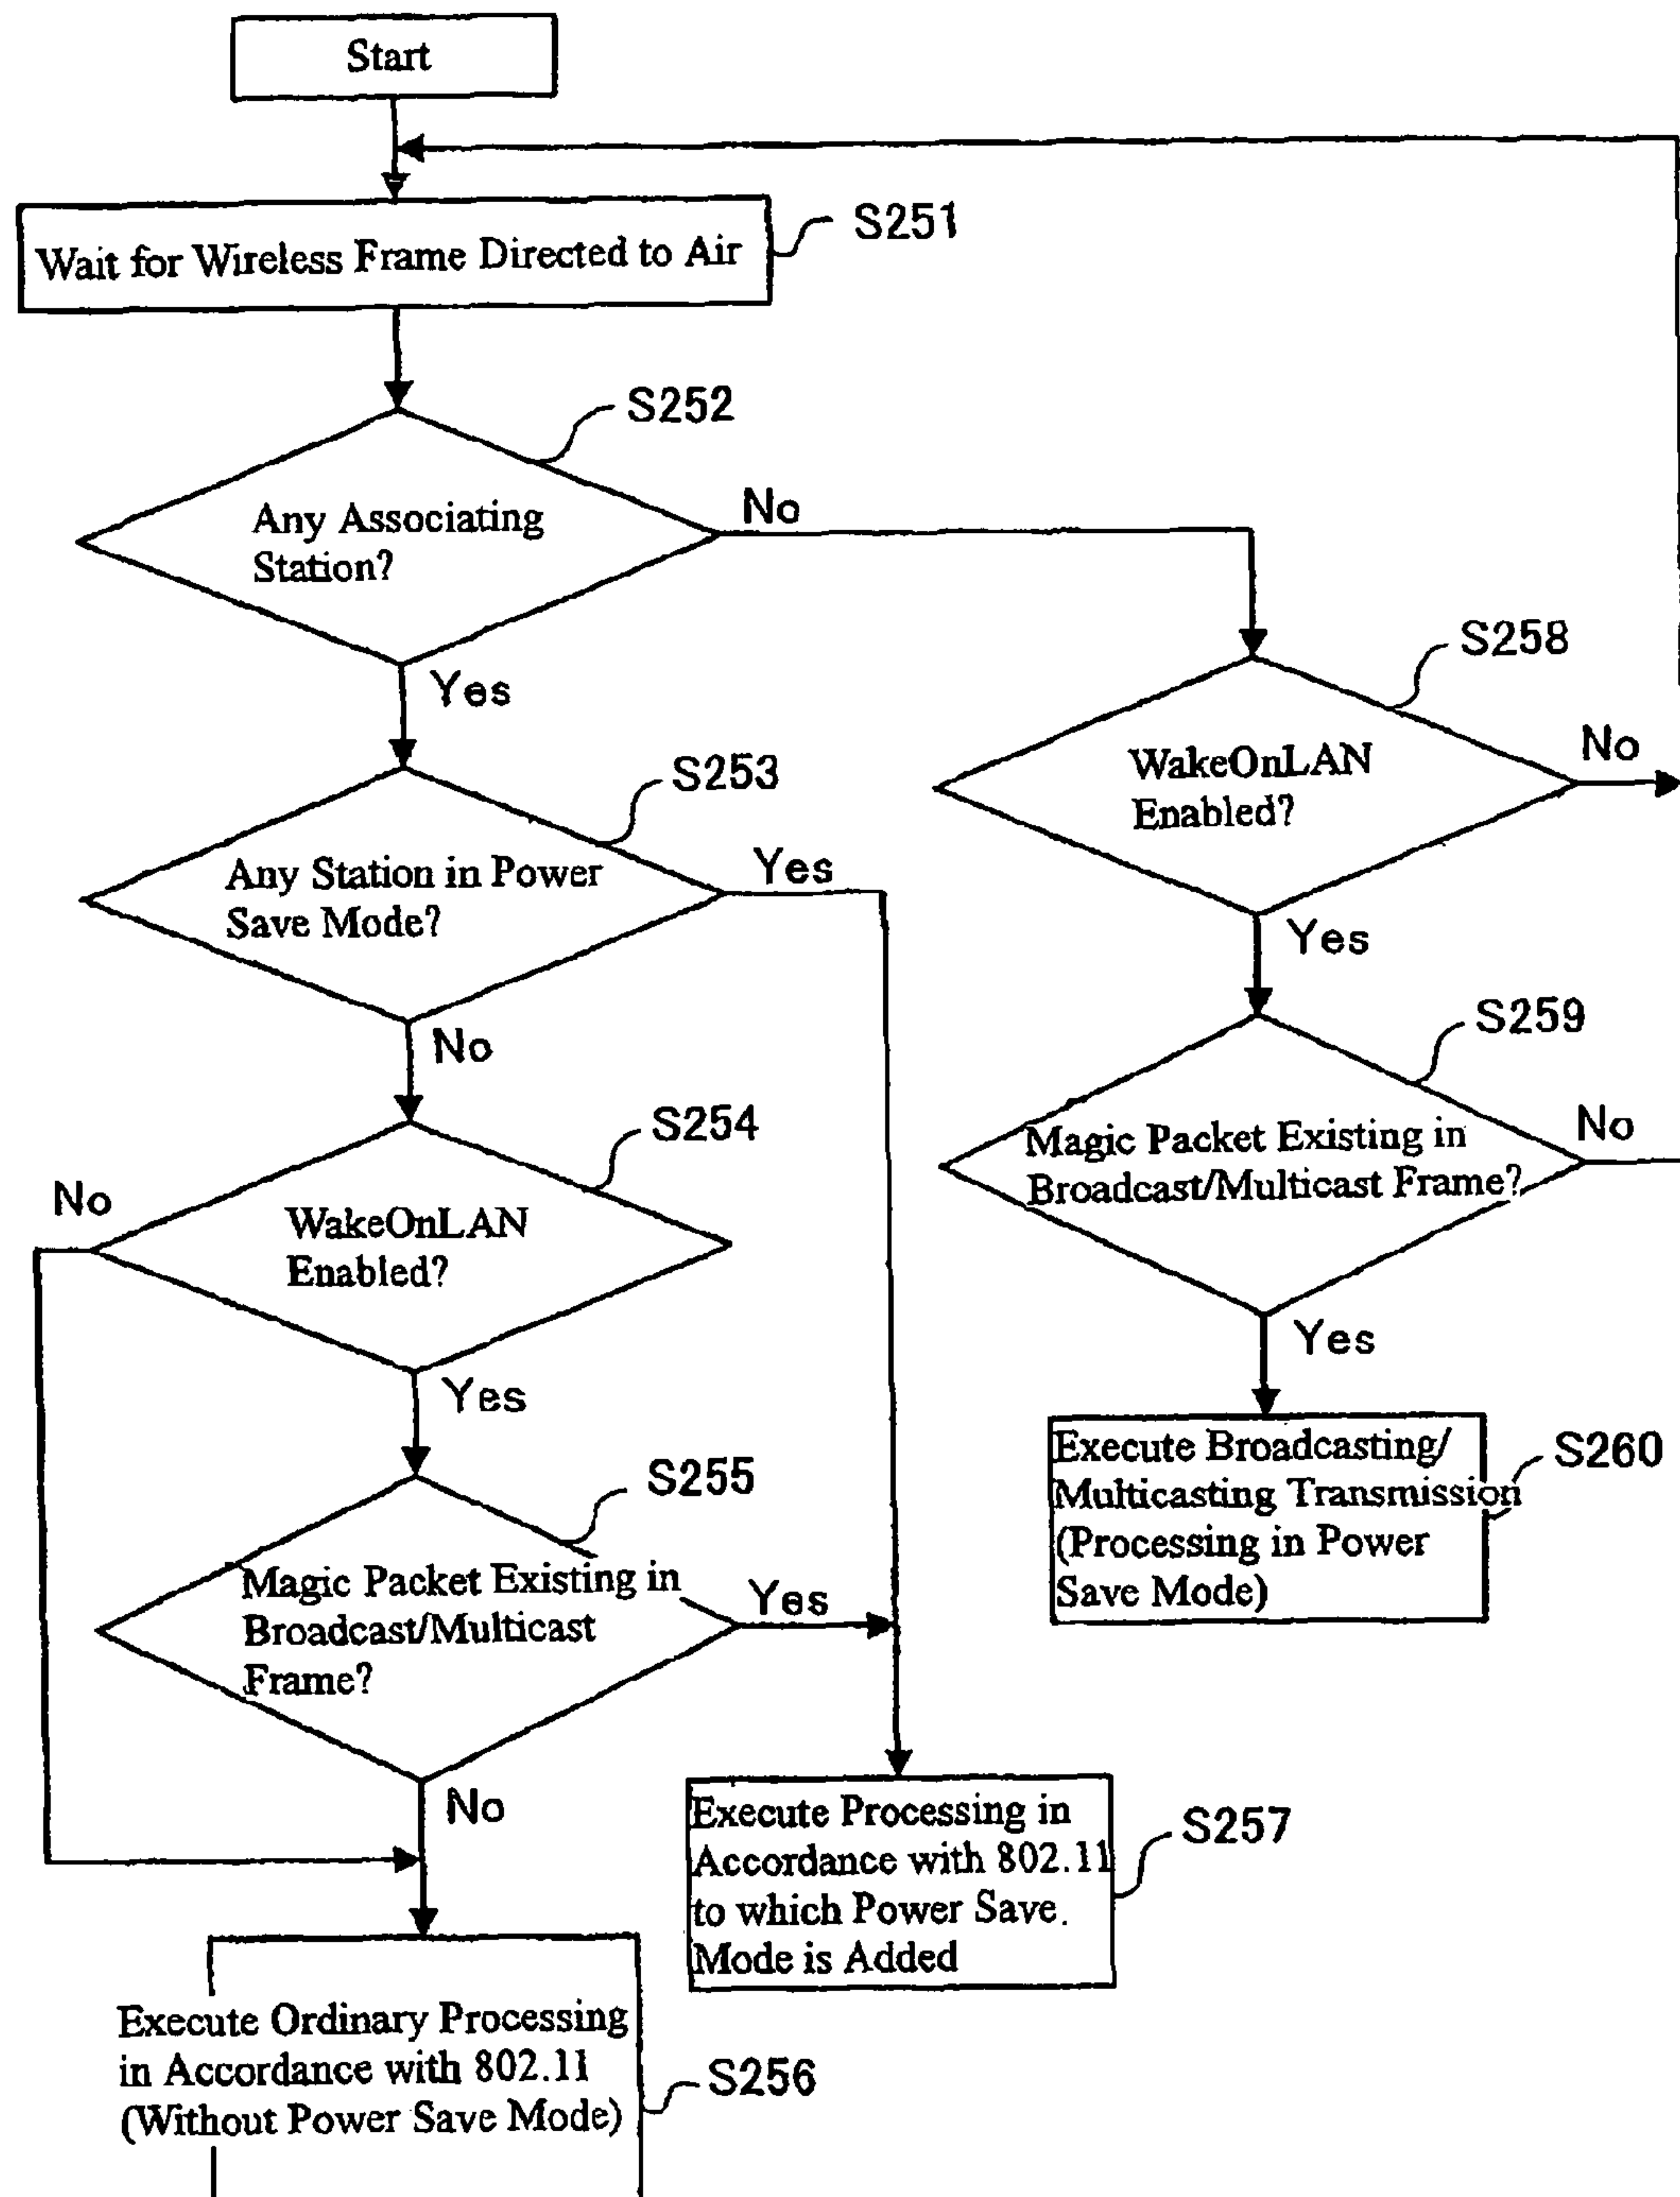 Start
Wait for Wireless Frame Directed to Air
S251
S252
Any Associating
Station?
No
Yes
S258
WakeOnLAN
Enabled?
No
Yes
S253
Any Station in Power
Save Mode?
Yes
No
S259
Magic Packet Existing in
Broadcast/Multicast Frame?
No
Yes
S254
No
WakeOnLAN
Enabled?
Yes
S260
Execute Broadcasting/
Multicasting Transmission
(Processing in Power
Save Mode)
S255
Magic Packet Existing in
Broadcast/Multicast
Frame?
Yes
No
Execute Processing in
Accordance with 802.11
to which Power Save
Mode is Added
S257
Execute Ordinary Processing
in Accordance with 802.11
(Without Power Save Mode)
S256